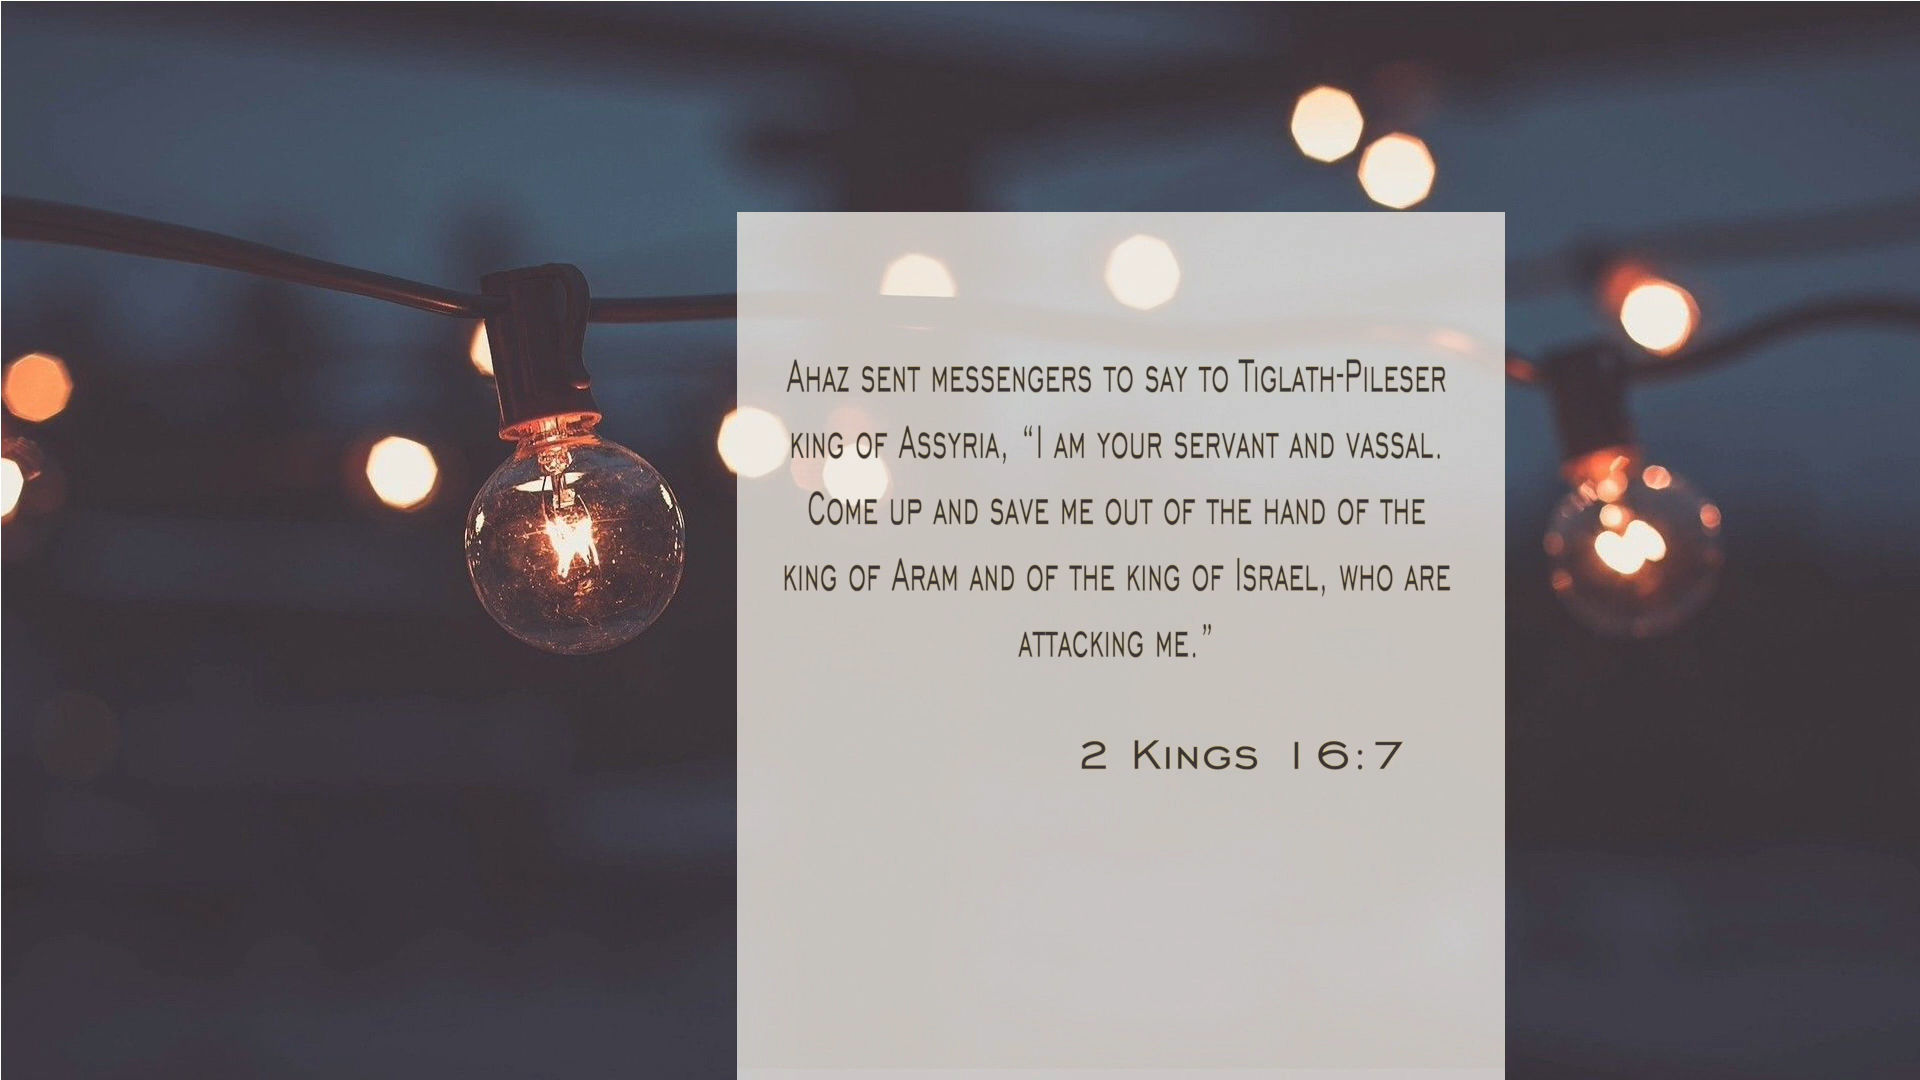 Ahaz sent messengers to say to Tiglath-Pileser
king of Assyria, “I am your servant and vassal.
Come up and save me out of the hand of the
king of Aram and of the king of Israel, who are
attacking me.”
2 Kings 16:7